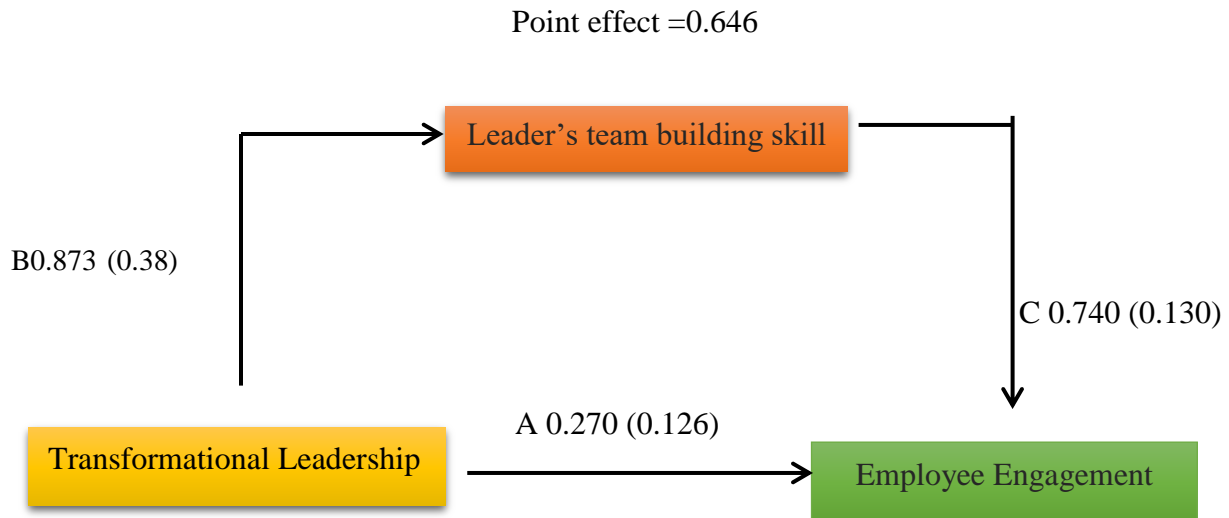 Point effect =0.646
Leader’s team building skill
B0.873 (0.38)
C 0.740 (0.130)
A 0.270 (0.126)
Transformational Leadership
Employee Engagement